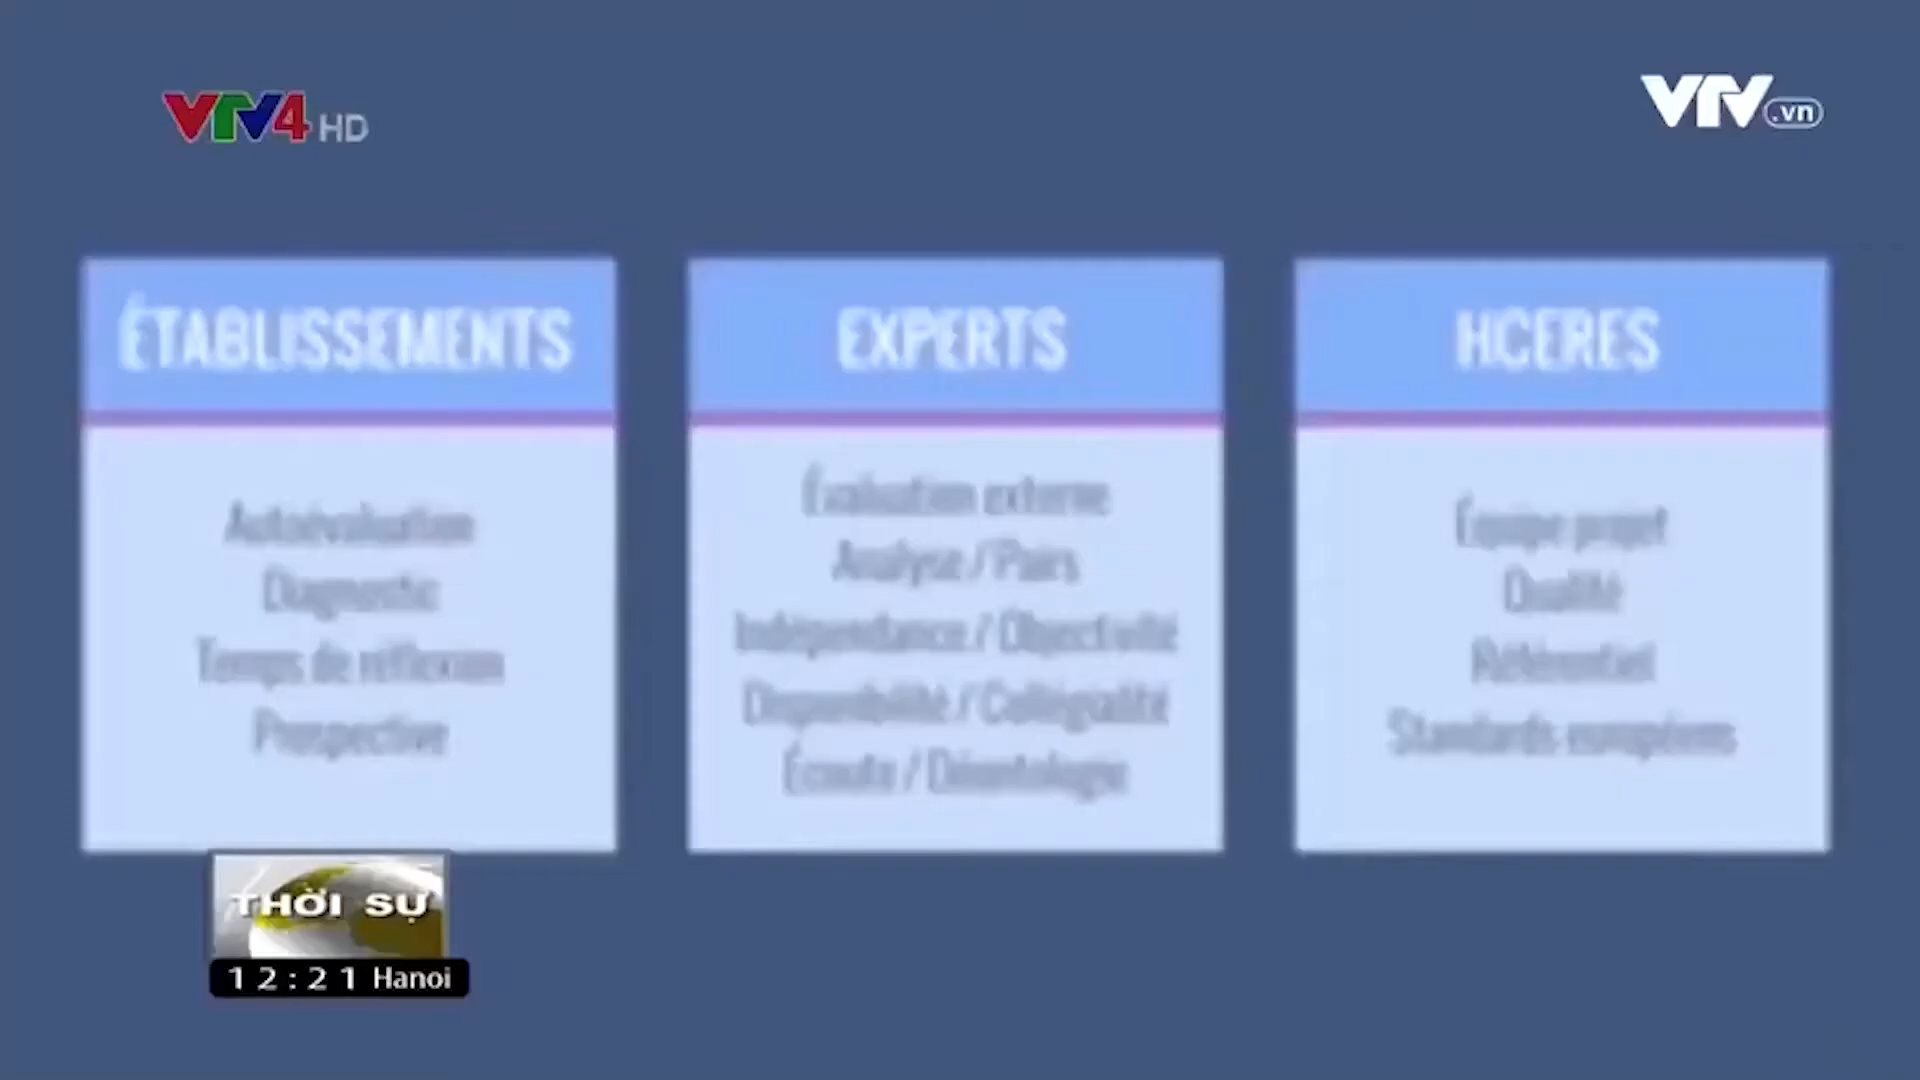 VTV4 HD
VTV.vn
ÉTABLISSEMENTS
Autoévaluation
Diagnostic
Temps de réflexion
Prospective
EXPERTS
Évaluation externe
Analyse / Pairs
Indépendance / Objectivité
Disponibilité / Collégialité
Écoute / Déontologie
HCERES
Équipe projet
Qualité
Référentiel
Standards européens
THỜI SỰ
12:21 Hanoi